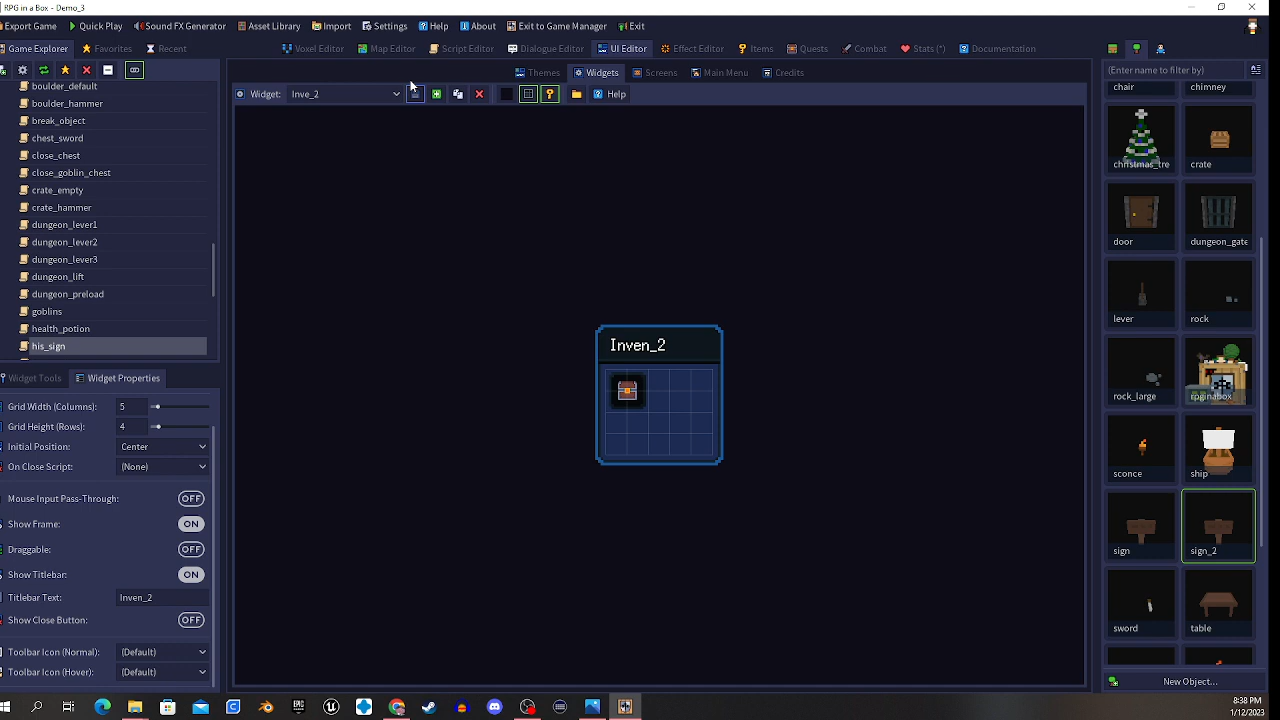 RPG in a Box - Demo_3
Export Game
Quick Play
Sound FX Generator
Asset Library
Import
Settings
Help
About
Exit to Game Manager
Exit
Game Explorer
Favorites
Recent
Voxel Editor
Map Editor
Script Editor
Dialogue Editor
UI Editor
Effect Editor
Items
Quests
Combat
Stats (*)
Documentation
Themes
Widgets
Screens
Main Menu
Credits
Widget:
Inve_2
Help
boulder_default
boulder_hammer
break_object
chest_sword
close_chest
close_goblin_chest
crate_empty
crate_hammer
dungeon_lever1
dungeon_lever2
dungeon_lever3
dungeon_lift
dungeon_preload
goblins
health_potion
his_sign
Widget Tools
Widget Properties
Grid Width (Columns):
5
Grid Height (Rows):
4
Initial Position:
Center
On Close Script:
(None)
Mouse Input Pass-Through:
OFF
Show Frame:
ON
Draggable:
OFF
Show Titlebar:
ON
Titlebar Text:
Inven_2
Show Close Button:
OFF
Toolbar Icon (Normal):
(Default)
Toolbar Icon (Hover):
(Default)
Inven_2
(Enter name to filter by)
chair
chimney
christmas_tre
crate
door
dungeon_gate
lever
rock
rock_large
rpginabox
sconce
ship
sign
sign_2
sword
table
New Object...
8:38 PM
1/12/2023